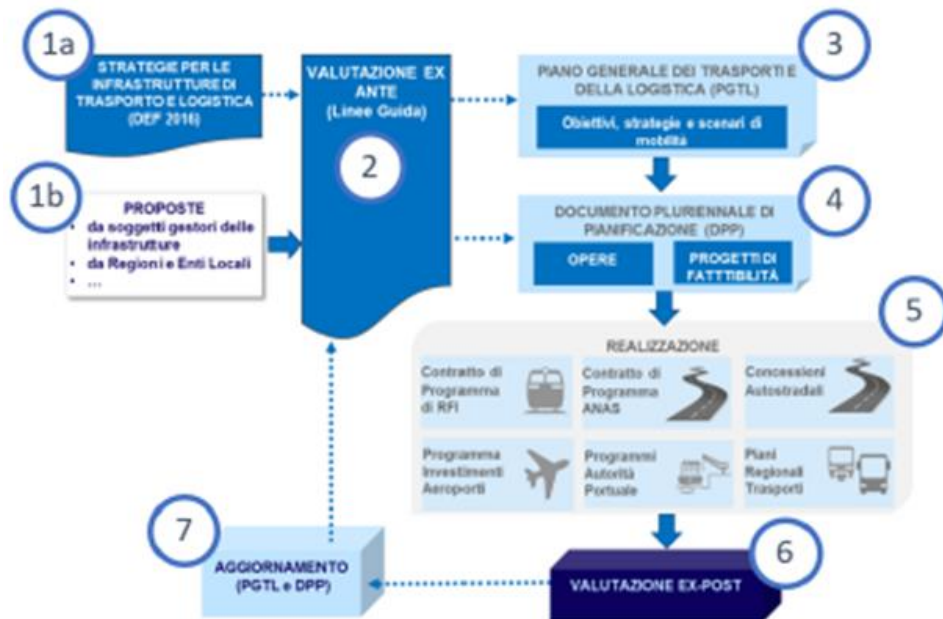 1a
STRATEGIE PER LE
INFRASTRUTTURE DI
TRASPORTO E LOGISTICA
(DEF 2016)
1b
PROPOSTE
• da soggetti gestori delle
infrastrutture
• da Regioni e Enti Locali
• ...
VALUTAZIONE EX
ANTE
(Linee Guida)
2
3
PIANO GENERALE DEI TRASPORTI E
DELLA LOGISTICA (PGTL)
Obiettivi, strategie e scenari di
mobilità
4
DOCUMENTO PLURIENNALE DI
PIANIFICAZIONE (DPP)
OPERE
PROGETTI DI
FATTTIBILITÀ
5
REALIZZAZIONE
Contratto di
Programma
di RFI
Contratto di
Programma
ANAS
Concessioni
Autostradali
Programma
Investimenti
Aeroporti
Programmi
Autorità
Portuale
Piani
Regionali
Trasporti
6
VALUTAZIONE EX-POST
7
AGGIORNAMENTO
(PGTL e DPP)